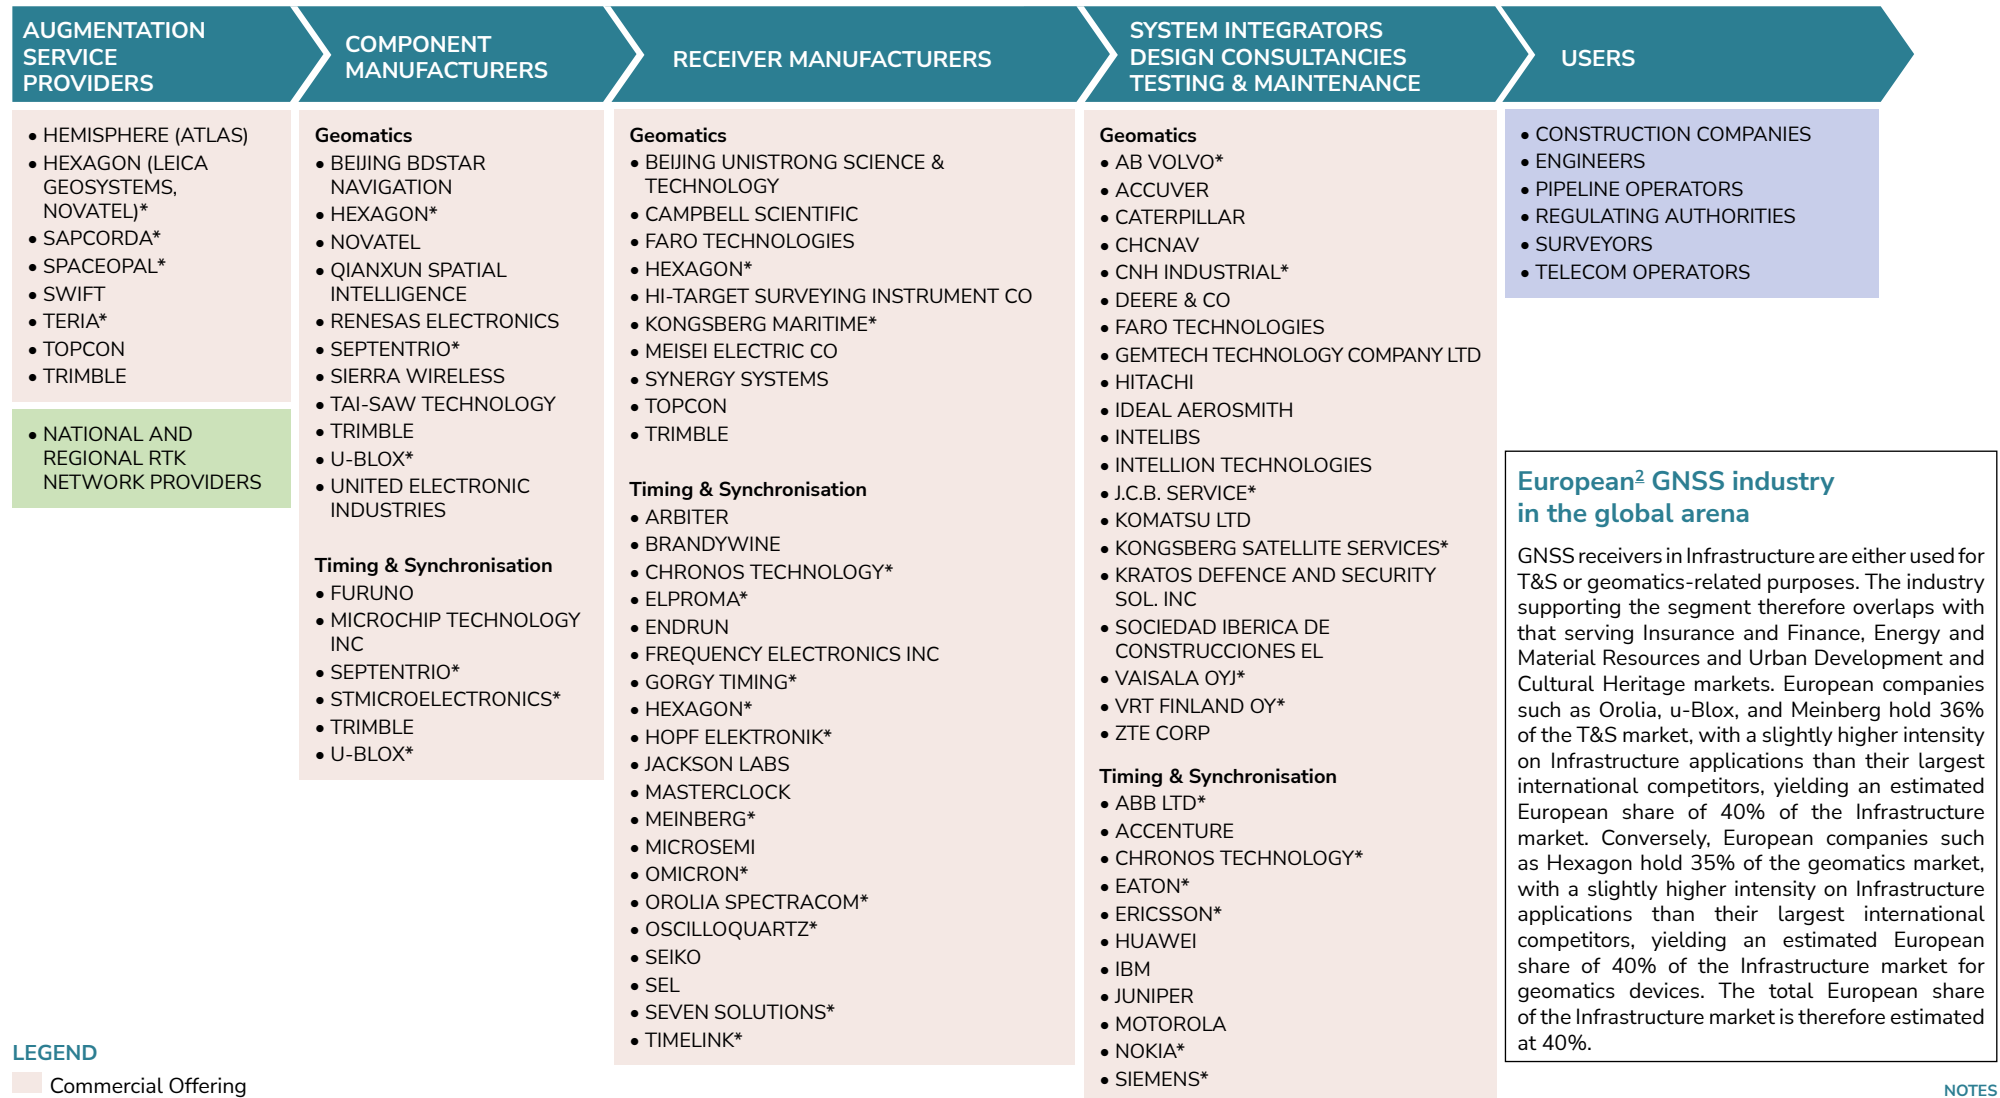 AUGMENTATION
SERVICE
PROVIDERS
COMPONENT
MANUFACTURERS
RECEIVER MANUFACTURERS
SYSTEM INTEGRATORS
DESIGN CONSULTANCIES
TESTING & MAINTENANCE
USERS
• HEMISPHERE (ATLAS)
• HEXAGON (LEICA
GEOSYSTEMS,
NOVATEL)*
• SAPCORDA*
• SPACEOPAL*
• SWIFT
• TERIA*
• TOPCON
• TRIMBLE
• NATIONAL AND
REGIONAL RTK
NETWORK PROVIDERS
Geomatics
• BEIJING BDSTAR
NAVIGATION
• HEXAGON*
• NOVATEL
• QIANXUN SPATIAL
INTELLIGENCE
• RENESAS ELECTRONICS
• SEPTENTRIO*
• SIERRA WIRELESS
• TAI-SAW TECHNOLOGY
• TRIMBLE
• U-BLOX*
• UNITED ELECTRONIC
INDUSTRIES
Timing & Synchronisation
• FURUNO
• MICROCHIP TECHNOLOGY
INC
• SEPTENTRIO*
• STMICROELECTRONICS*
• TRIMBLE
• U-BLOX*
Geomatics
• BEIJING UNISTRONG SCIENCE &
TECHNOLOGY
• CAMPBELL SCIENTIFIC
• FARO TECHNOLOGIES
• HEXAGON*
• HI-TARGET SURVEYING INSTRUMENT CO
• KONGSBERG MARITIME*
• MEISEI ELECTRIC CO
• SYNERGY SYSTEMS
• TOPCON
• TRIMBLE
Timing & Synchronisation
• ARBITER
• BRANDYWINE
• CHRONOS TECHNOLOGY*
• ELPROMA*
• ENDRUN
• FREQUENCY ELECTRONICS INC
• GORGY TIMING*
• HEXAGON*
• HOPF ELEKTRONIK*
• JACKSON LABS
• MASTERCLOCK
• MEINBERG*
• MICROSEMI
• OMICRON*
• OROLIA SPECTRACOM*
• OSCILLOQUARTZ*
• SEIKO
• SEL
• SEVEN SOLUTIONS*
• TIMELINK*
Geomatics
• AB VOLVO*
• ACCUVER
• CATERPILLAR
• CHCNAV
• CNH INDUSTRIAL*
• DEERE & CO
• FARO TECHNOLOGIES
• GEMTECH TECHNOLOGY COMPANY LTD
• HITACHI
• IDEAL AEROSMITH
• INTELIBS
• INTELLION TECHNOLOGIES
• J.C.B. SERVICE*
• KOMATSU LTD
• KONGSBERG SATELLITE SERVICES*
• KRATOS DEFENCE AND SECURITY
SOL. INC
• SOCIEDAD IBERICA DE
CONSTRUCCIONES EL
• VAISALA OYJ*
• VRT FINLAND OY*
• ZTE CORP
Timing & Synchronisation
• ABB LTD*
• ACCENTURE
• CHRONOS TECHNOLOGY*
• EATON*
• ERICSSON*
• HUAWEI
• IBM
• JUNIPER
• MOTOROLA
• NOKIA*
• SIEMENS*
• CONSTRUCTION COMPANIES
• ENGINEERS
• PIPELINE OPERATORS
• REGULATING AUTHORITIES
• SURVEYORS
• TELECOM OPERATORS
European² GNSS industry
in the global arena
GNSS receivers in Infrastructure are either used for
T&S or geomatics-related purposes. The industry
supporting the segment therefore overlaps with
that serving Insurance and Finance, Energy and
Material Resources and Urban Development and
Cultural Heritage markets. European companies
such as Orolia, u-Blox, and Meinberg hold 36%
of the T&S market, with a slightly higher intensity
on Infrastructure applications than their largest
international competitors, yielding an estimated
European share of 40% of the Infrastructure
market. Conversely, European companies such
as Hexagon hold 35% of the geomatics market,
with a slightly higher intensity on Infrastructure
applications than their largest international
competitors, yielding an estimated European
share of 40% of the Infrastructure market for
geomatics devices. The total European share
of the Infrastructure market is therefore estimated
at 40%.
LEGEND
Commercial Offering
NOTES